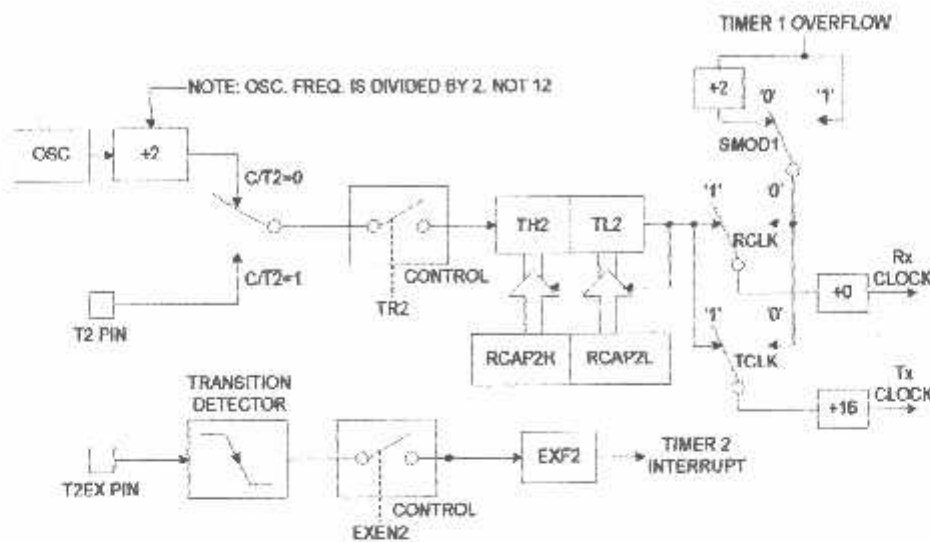 TIMER 1 OVERFLOW
NOTE: OSC. FREQ. IS DIVIDED BY 2, NOT 12
+2
'0'
'1'
OSC
+2
SMOD1
C/T2=0
'1'
'0'
TH2
TL2
RCLK
CONTROL
C/T2=1
TR2
Rx
CLOCK
+0
T2 PIN
'1'
'0'
RCAP2H
RCAP2L
TCLK
TRANSITION
DETECTOR
Tx
CLOCK
+16
EXF2
TIMER 2
INTERRUPT
T2EX PIN
CONTROL
EXEN2